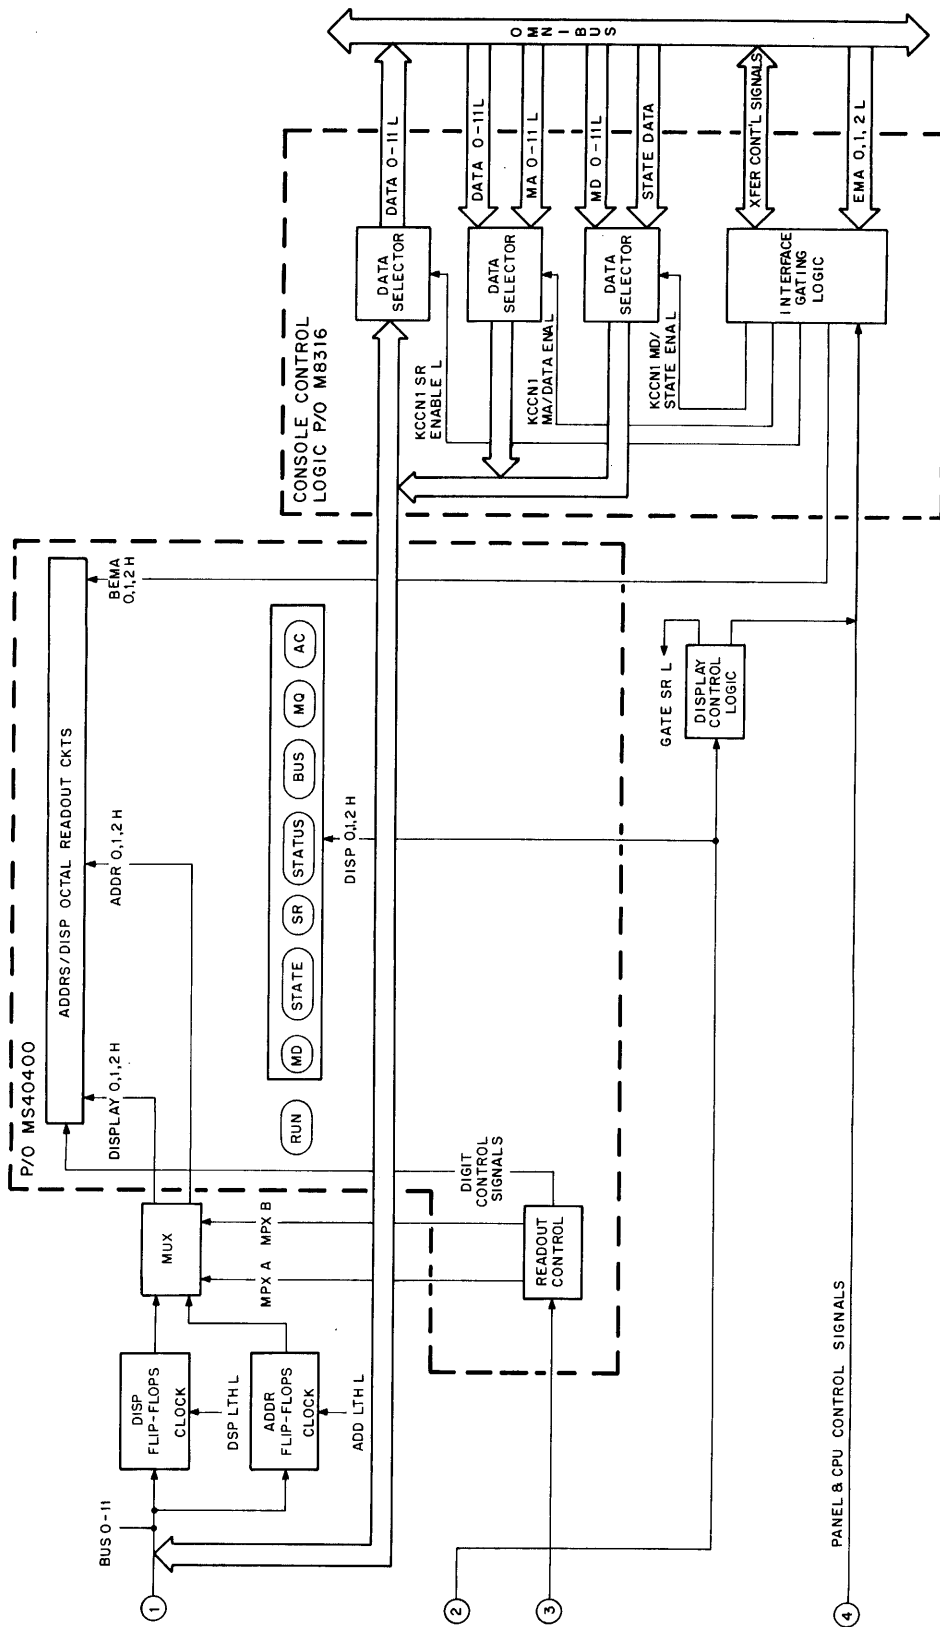 P/O MS40400
ADDRS/DISP OCTAL READOUT CKTS
DISPLAY 0,1,2H
ADDR 0,1,2 H
BEMA
0,1,2 H
BUS 0-11
DISP
FLIP-FLOPS
CLOCK
DSP LTH L
ADDR
FLIP-FLOPS
CLOCK
ADD LTH L
MUX
MPX A
MPX B
RUN
MD
STATE
SR
STATUS
BUS
MQ
AC
DISP 0,1,2 H
DIGIT
CONTROL
SIGNALS
READOUT
CONTROL
GATE SR L
DISPLAY
CONTROL
LOGIC
1
2
3
4
PANEL & CPU CONTROL SIGNALS
CONSOLE CONTROL
LOGIC P/O M8316
KCCN1 SR
ENABLE L
KCCN1
MA/DATA ENA L
KCCN1 MD/
STATE ENA L
DATA
SELECTOR
DATA
SELECTOR
DATA
SELECTOR
INTERFACE
GATING
LOGIC
DATA 0-11 L
DATA 0-11L
MA 0-11 L
MD 0-11L
STATE DATA
XFER CONT'L SIGNALS
EMA 0,1,2 L
OMNIBUS